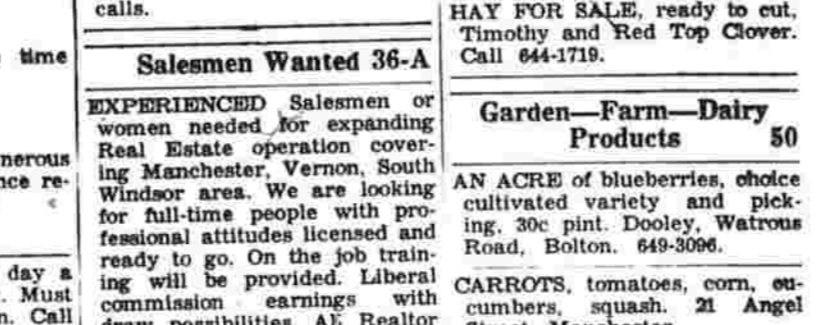 time
nerous
day a
Must
Call
calls.
Salesmen Wanted 36-A
EXPERIENCED Salesmen or
women needed for expanding
Real Estate operation cover-
ing Manchester, Vernon, South
Windsor area. We are looking
for full-time people with pro-
fessional attitudes licensed and
ready to go. On the job train-
ing will be provided. Liberal
commission earnings with
draw possibilities. Realtor
HAY FOR SALE, ready to cut,
Timothy and Red Top Clover.
Call 644-1719.
Garden—Farm—Dairy
Products 50
AN ACRE of blueberries, choice
cultivated variety and pick-
ing, 30c pint. Dooley, Watrous
Road, Bolton. 649-3096.
CARROTS, tomatoes, corn, cu-
cumbers, squash. 21 Angel